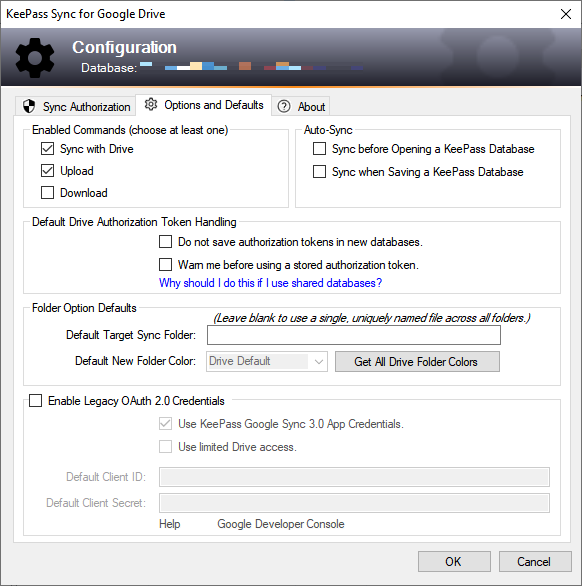 KeePass Sync for Google Drive
Configuration
Database:
Sync Authorization
Options and Defaults
About
Enabled Commands (choose at least one)
Sync with Drive
Upload
Download
Auto-Sync
Sync before Opening a KeePass Database
Sync when Saving a KeePass Database
Default Drive Authorization Token Handling
Do not save authorization tokens in new databases.
Warn me before using a stored authorization token.
Why should I do this if I use shared databases?
Folder Option Defaults
(Leave blank to use a single, uniquely named file across all folders.)
Default Target Sync Folder:
Default New Folder Color:
Drive Default
Get All Drive Folder Colors
Enable Legacy OAuth 2.0 Credentials
Use KeePass Google Sync 3.0 App Credentials.
Use limited Drive access.
Default Client ID:
Default Client Secret:
Help
Google Developer Console
OK
Cancel